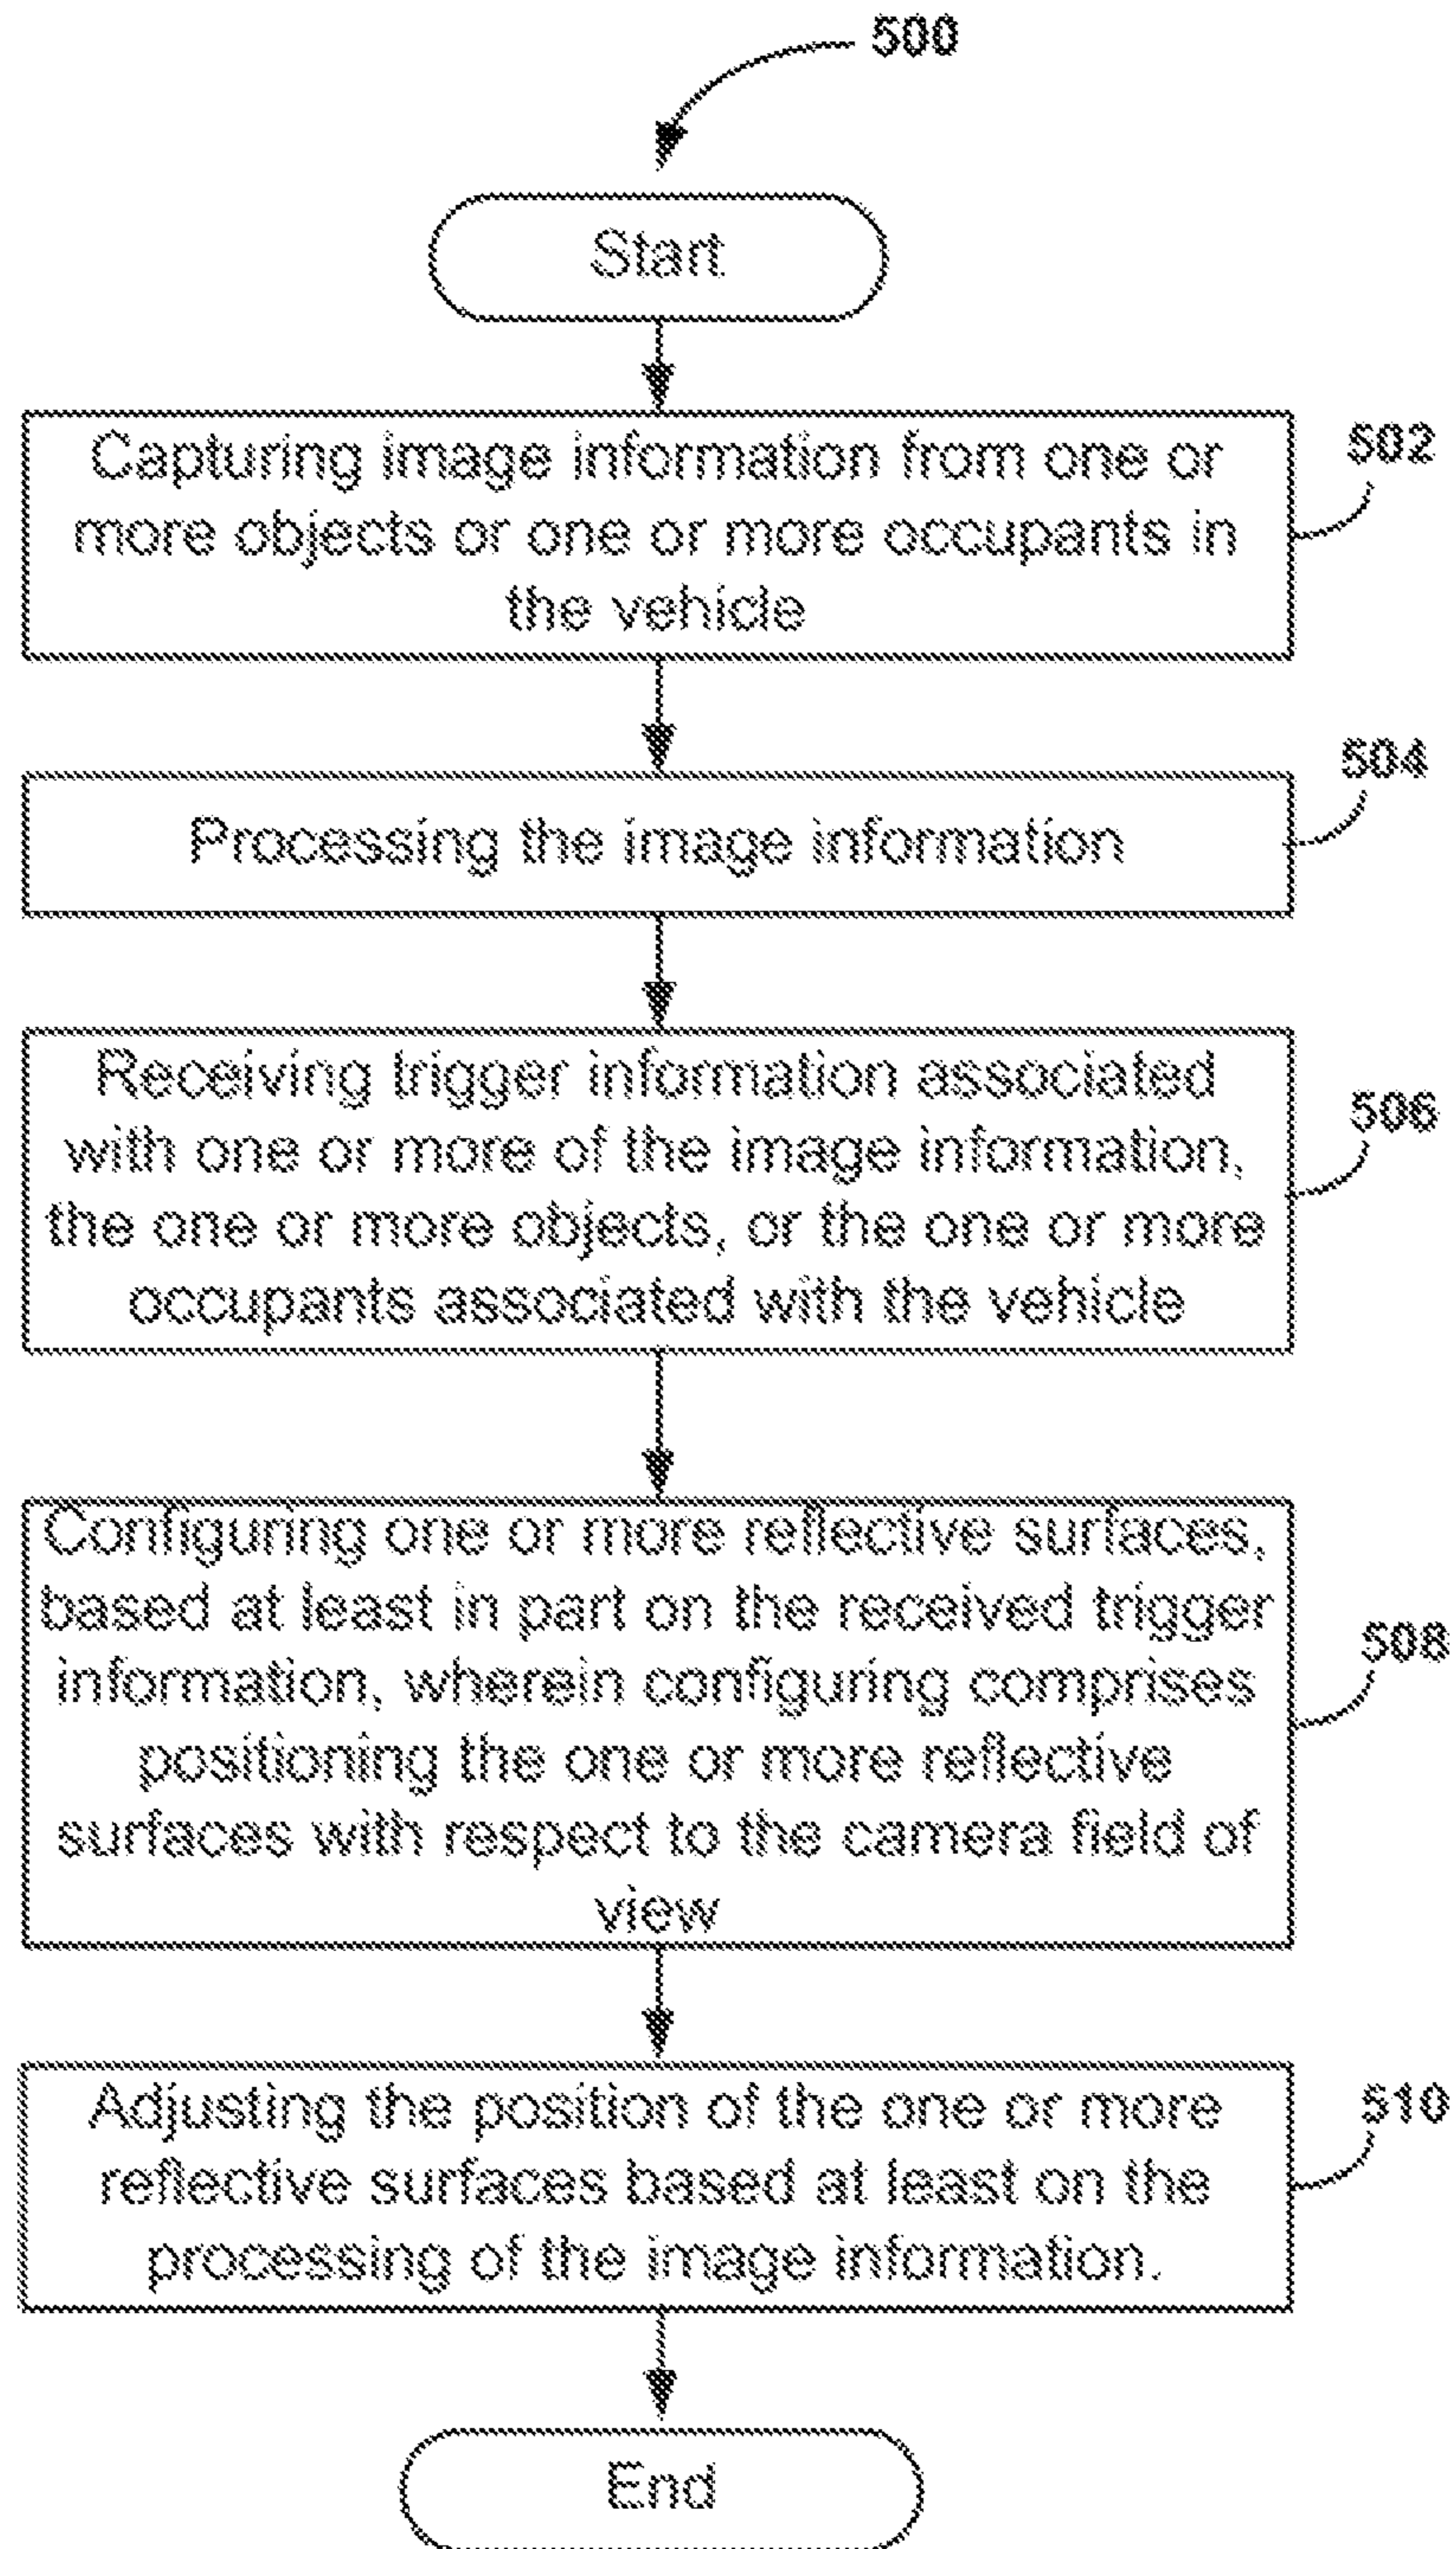 500
Start
Capturing image information from one or
more objects or one or more occupants in
the vehicle
502
Processing the image information
504
Receiving trigger information associated
with one or more of the image information,
the one or more objects, or the one or more
occupants associated with the vehicle
506
Configuring one or more reflective surfaces,
based at least in part on the received trigger
information, wherein configuring comprises
positioning the one or more reflective
surfaces with respect to the camera field of
view
508
Adjusting the position of the one or more
reflective surfaces based at least on the
processing of the image information.
510
End